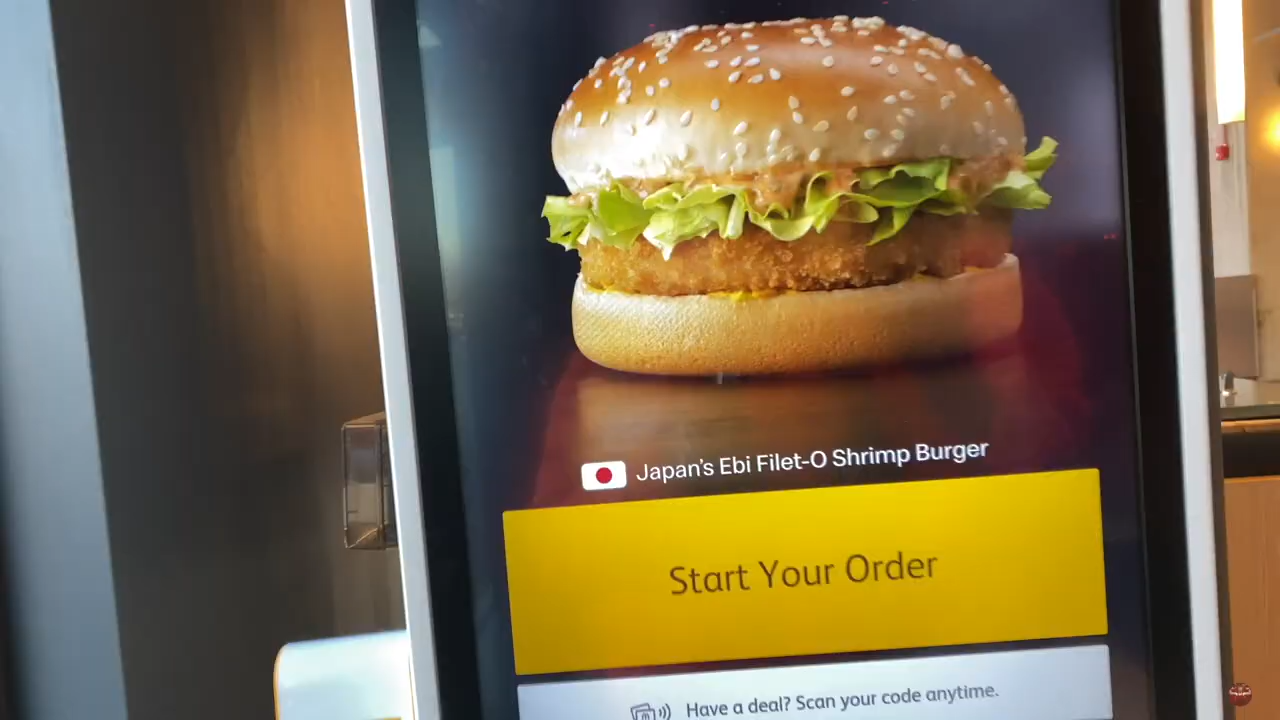 Japan's Ebi Filet-O Shrimp Burger
Start Your Order
Have a deal? Scan your code anytime.